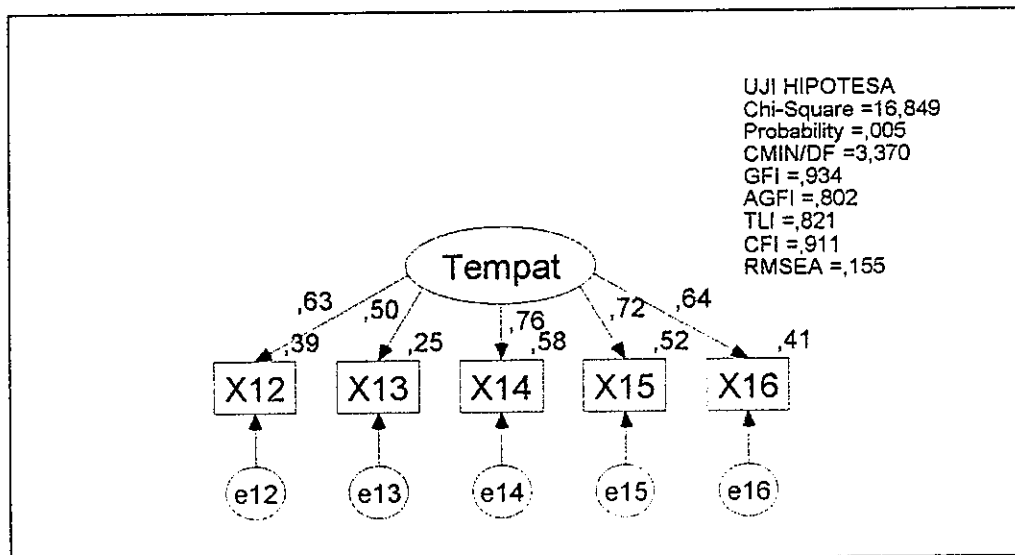 UJI HIPOTESA
Chi-Square =16,849
Probability =,005
CMIN/DF =3,370
GFI =,934
AGFI =,802
TLI =,821
CFI =,911
RMSEA =,155
Tempat
,63 ,50 ,76 ,72 ,64
,39 ,25 ,58 ,52 ,41
X12 X13 X14 X15 X16
e12 e13 e14 e15 e16